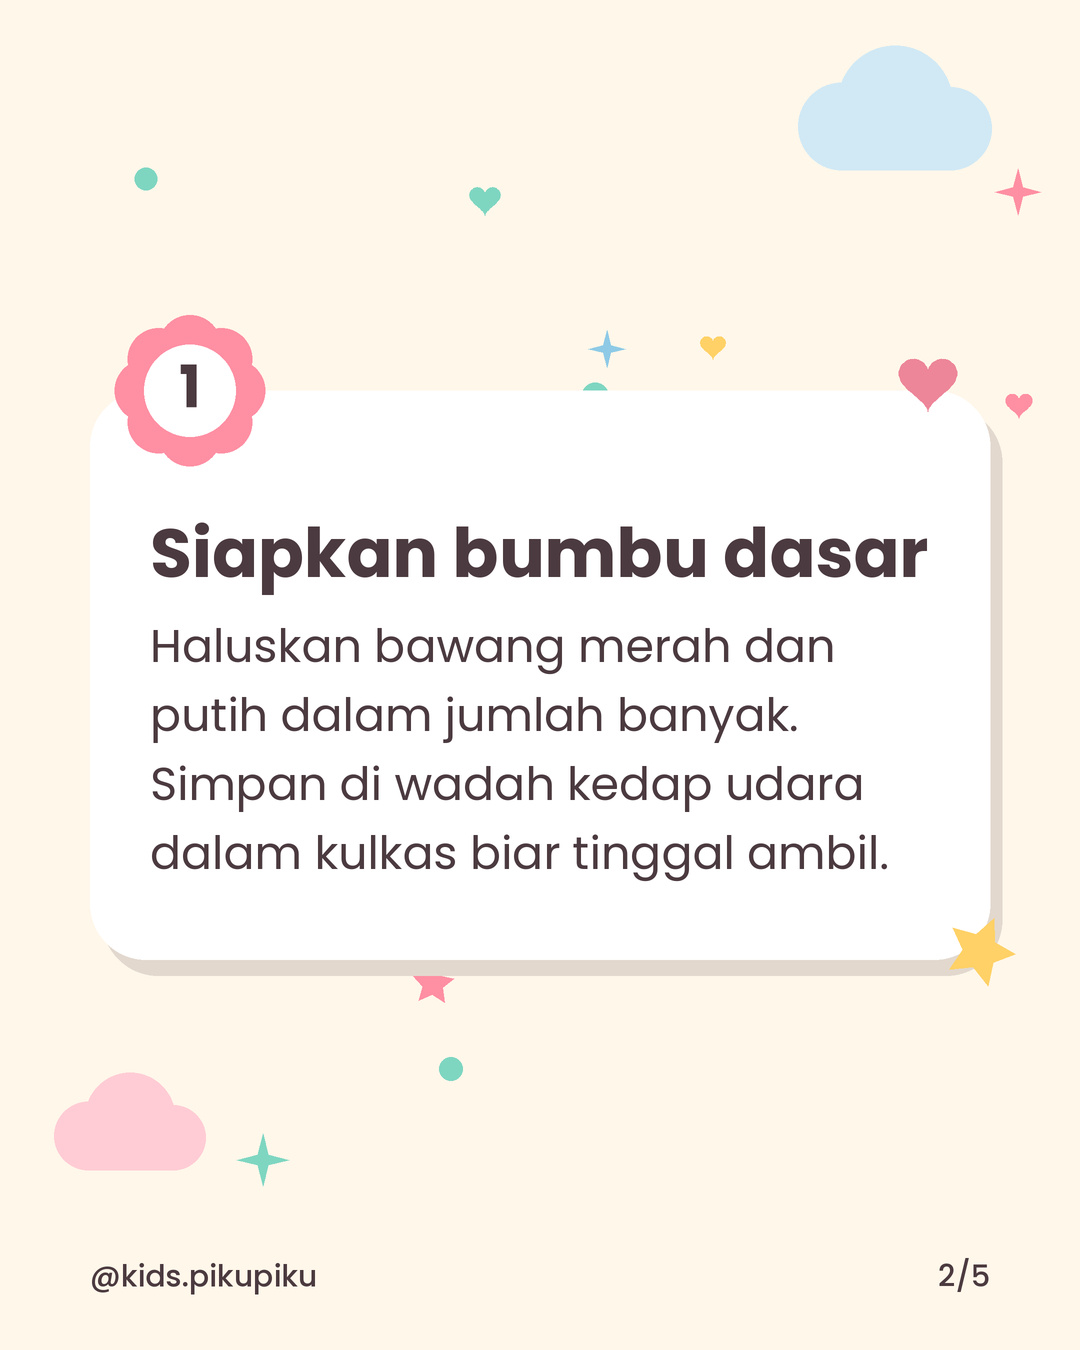 1
Siapkan bumbu dasar
Haluskan bawang merah dan
putih dalam jumlah banyak.
Simpan di wadah kedap udara
dalam kulkas biar tinggal ambil.
@kids.pikupiku
2/5